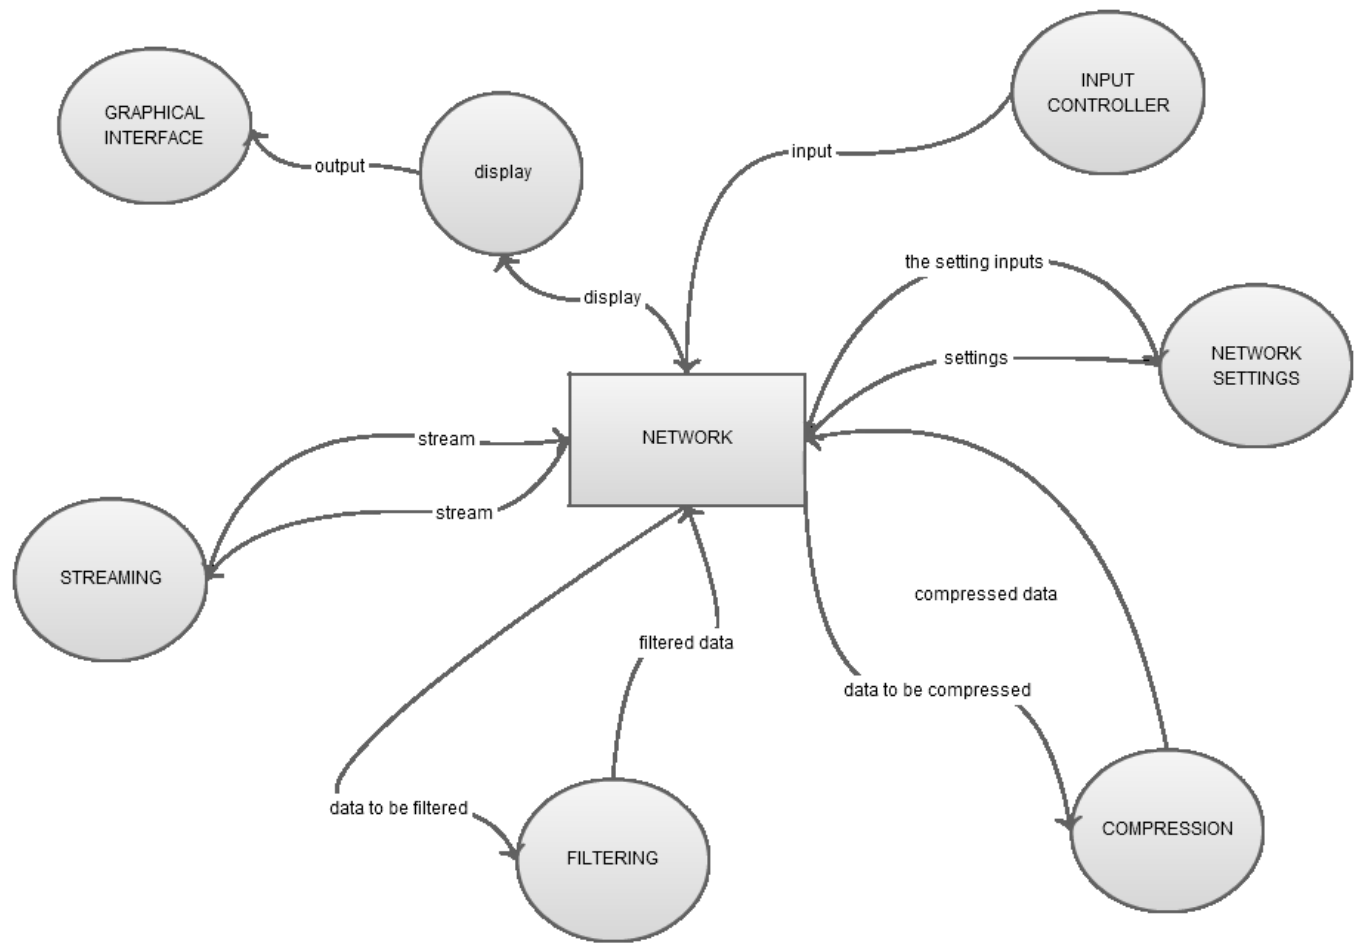 INPUT
CONTROLLER
GRAPHICAL
INTERFACE
output
display
input
the setting inputs
display
settings
NETWORK
SETTINGS
NETWORK
stream
stream
STREAMING
compressed data
filtered data
data to be compressed
data to be filtered
COMPRESSION
FILTERING